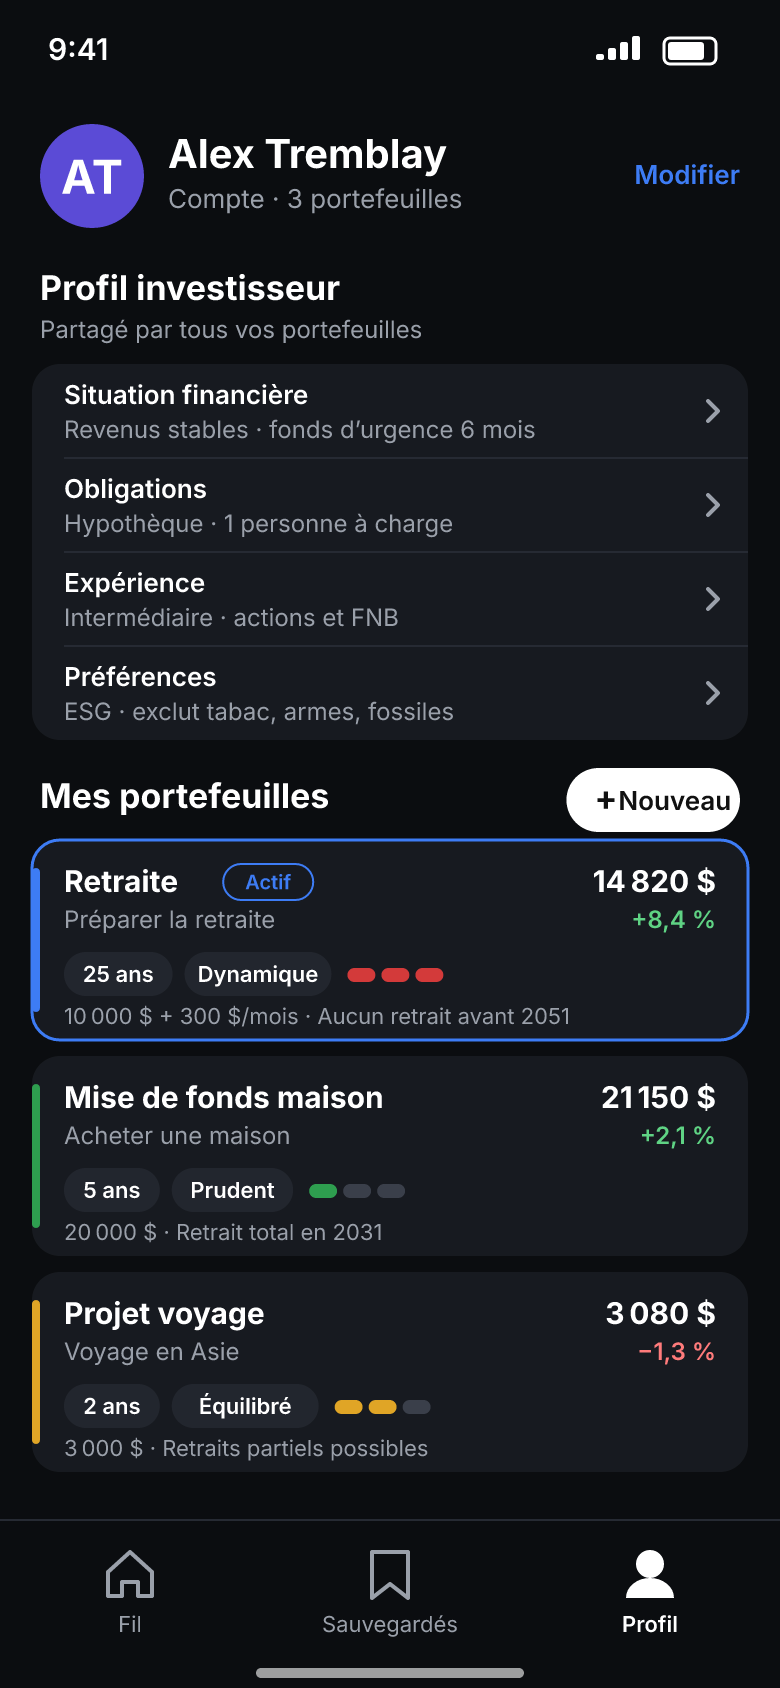 9:41
AT
Alex Tremblay
Compte · 3 portefeuilles
Modifier
Profil investisseur
Partagé par tous vos portefeuilles
Situation financière
Revenus stables · fonds d’urgence 6 mois
Obligations
Hypothèque · 1 personne à charge
Expérience
Intermédiaire · actions et FNB
Préférences
ESG · exclut tabac, armes, fossiles
Mes portefeuilles
+Nouveau
Retraite Actif 14 820 $
Préparer la retraite +8,4 %
25 ans Dynamique
10 000 $ + 300 $/mois · Aucun retrait avant 2051
Mise de fonds maison 21 150 $
Acheter une maison +2,1 %
5 ans Prudent
20 000 $ · Retrait total en 2031
Projet voyage 3 080 $
Voyage en Asie −1,3 %
2 ans Équilibré
3 000 $ · Retraits partiels possibles
Fil Sauvegardés Profil